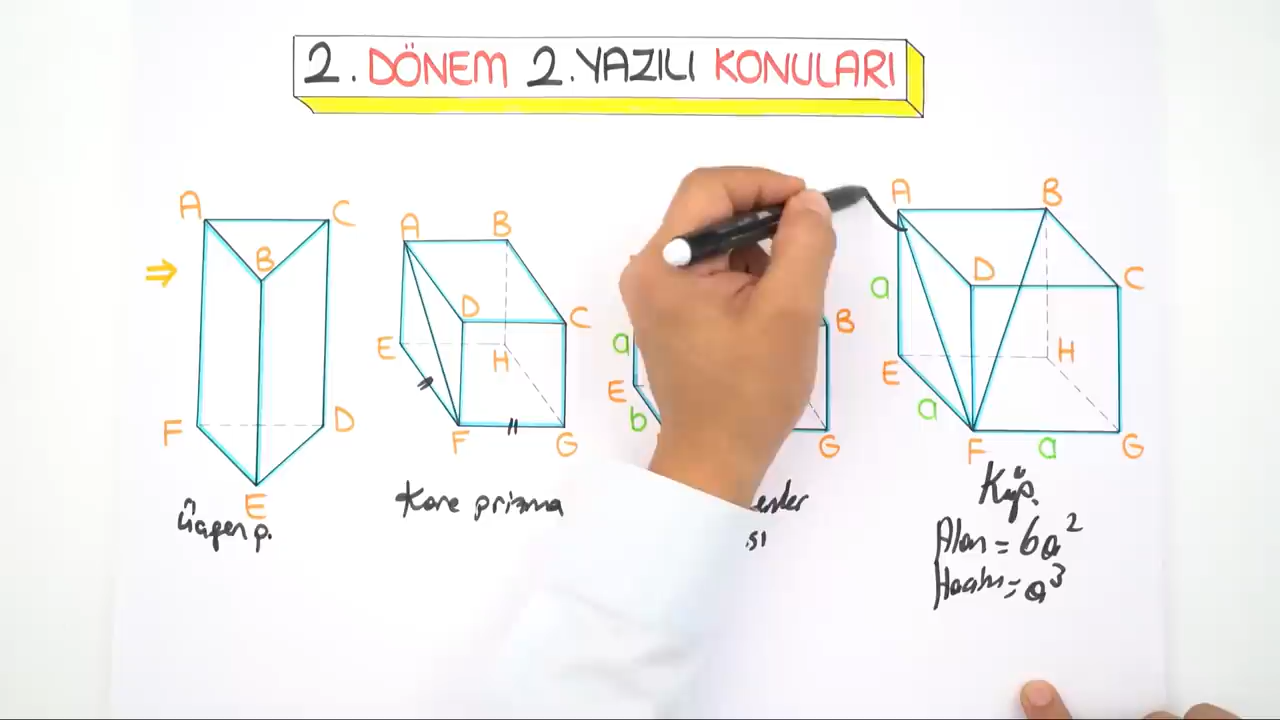 2. DÖNEM 2. YAZILI KONULARI
A C B F D E
Üçgen p.
A B D C E H F G
Kare prizma
a B E b G
A B D C a E H a F a G
Küp.
Alan = 6a²
Hacim = a³